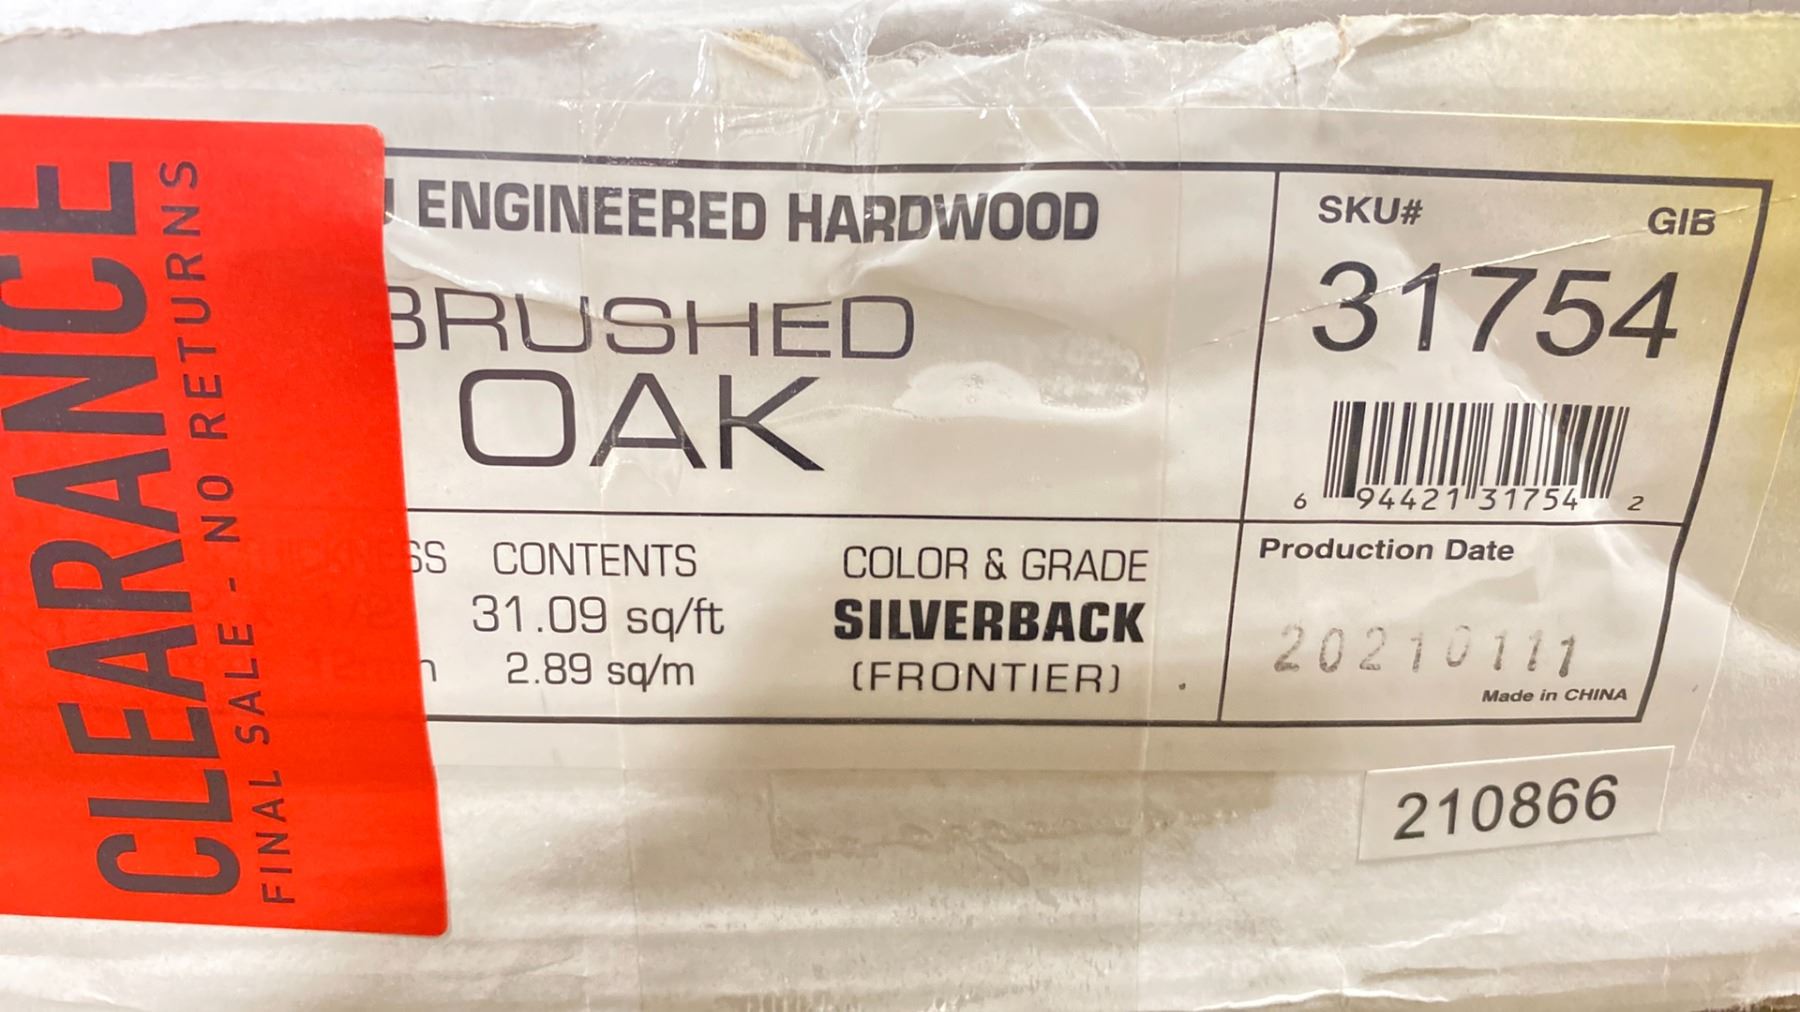 CLEARANCE
FINAL SALE - NO RETURNS
ENGINEERED HARDWOOD
BRUSHED
OAK
SS
CONTENTS
31.09 sq/ft
2.89 sq/m
COLOR & GRADE
SILVERBACK
(FRONTIER)
SKU# GIB
31754
6 94421 31754 2
Production Date
20210111
Made in CHINA
210866